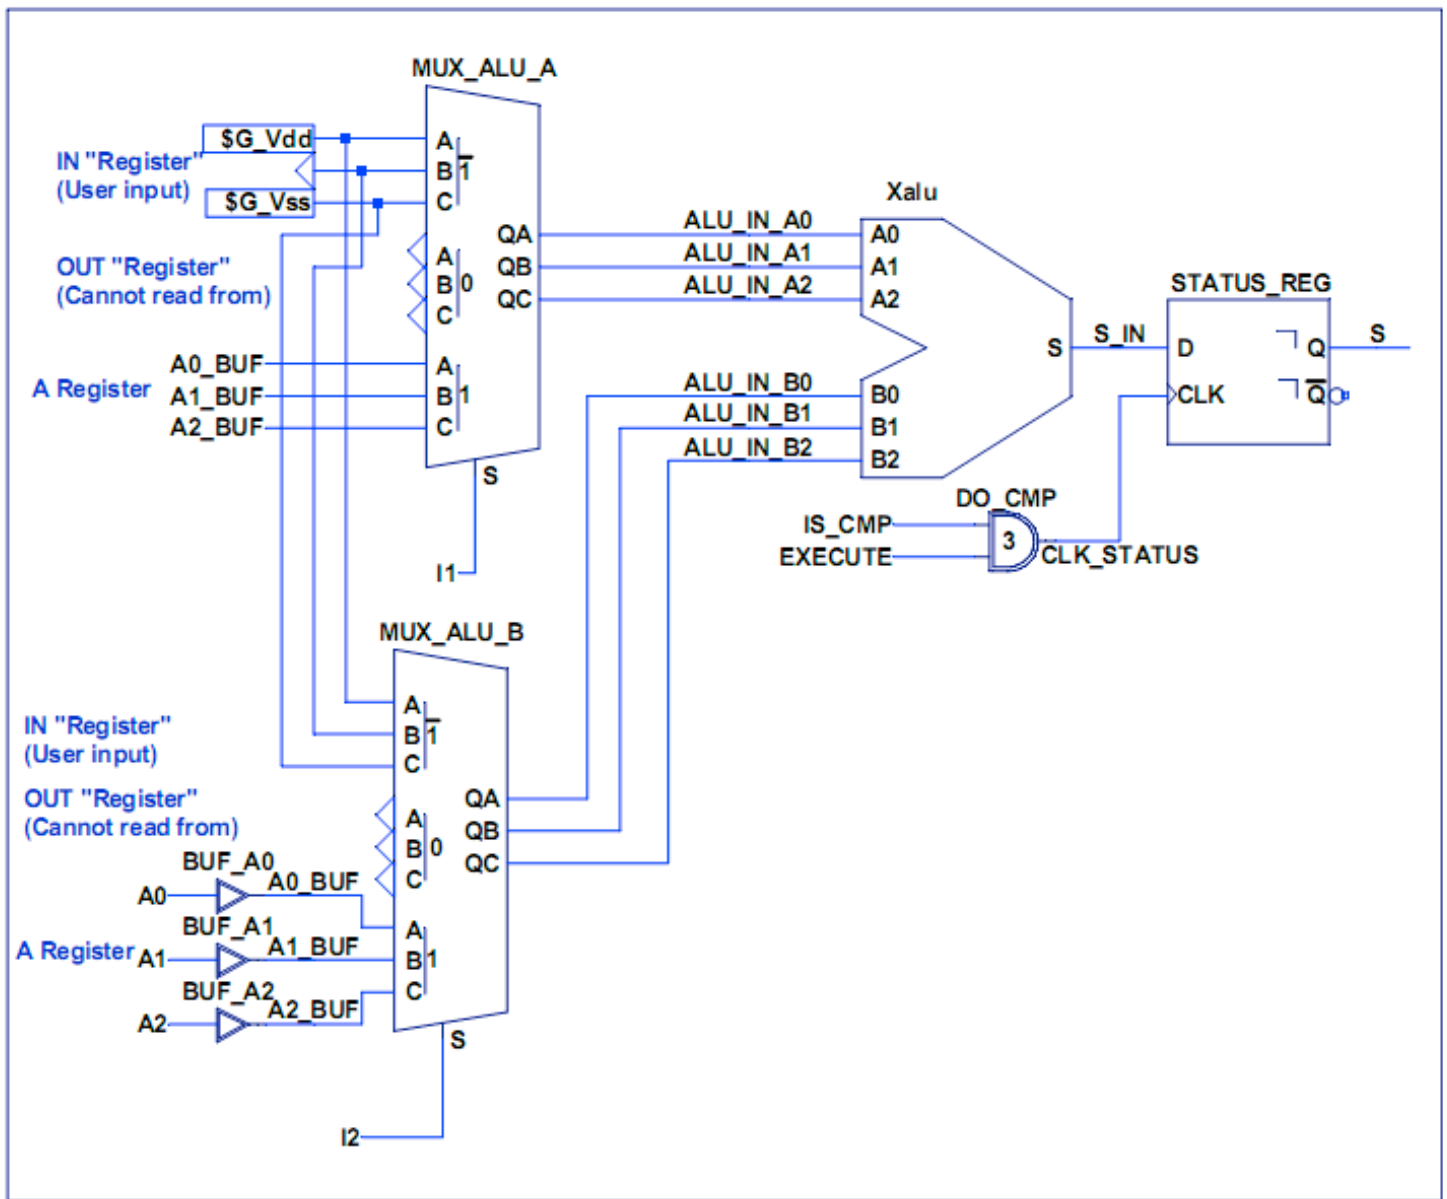 MUX_ALU_A
$G_Vdd
IN "Register"
(User input)
$G_Vss
A
B 1̅
C
OUT "Register"
(Cannot read from)
A
B 0
C
A0_BUF
A Register
A1_BUF
A2_BUF
A
B 1
C
QA
QB
QC
S
I1
ALU_IN_A0
ALU_IN_A1
ALU_IN_A2
ALU_IN_B0
ALU_IN_B1
ALU_IN_B2
Xalu
A0
A1
A2
S
B0
B1
B2
S_IN
STATUS_REG
D
Q
CLK
Q̅
S
DO_CMP
IS_CMP
3
EXECUTE
CLK_STATUS
MUX_ALU_B
IN "Register"
(User input)
A
B 1̅
C
OUT "Register"
(Cannot read from)
A
B 0
C
QA
QB
QC
BUF_A0
A0
A0_BUF
BUF_A1
A Register
A1
A1_BUF
BUF_A2
A2
A2_BUF
A
B 1
C
S
I2